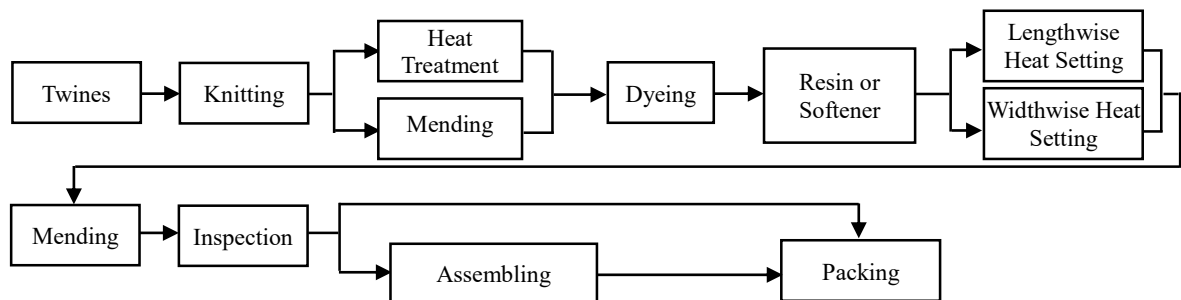 Twines
Knitting
Heat
Treatment
Mending
Dyeing
Resin or
Softener
Lengthwise
Heat Setting
Widthwise Heat
Setting
Mending
Inspection
Assembling
Packing